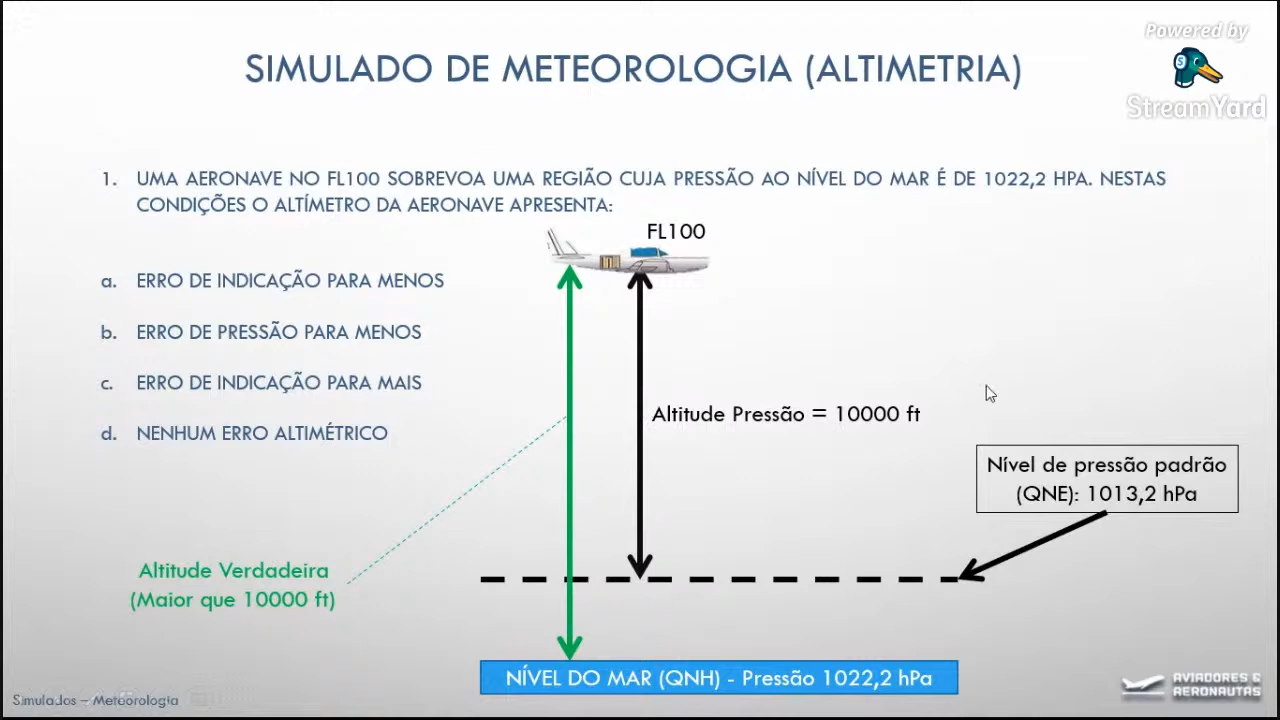 Powered by
StreamYard
SIMULADO DE METEOROLOGIA (ALTIMETRIA)
1. UMA AERONAVE NO FL100 SOBREVOA UMA REGIÃO CUJA PRESSÃO AO NÍVEL DO MAR É DE 1022,2 HPA. NESTAS
CONDIÇÕES O ALTÍMETRO DA AERONAVE APRESENTA:
FL100
a. ERRO DE INDICAÇÃO PARA MENOS
b. ERRO DE PRESSÃO PARA MENOS
c. ERRO DE INDICAÇÃO PARA MAIS
d. NENHUM ERRO ALTIMÉTRICO
Altitude Pressão = 10000 ft
Nível de pressão padrão
(QNE): 1013,2 hPa
Altitude Verdadeira
(Maior que 10000 ft)
NÍVEL DO MAR (QNH) - Pressão 1022,2 hPa
Simulados – Meteorologia
AVIADORES E
AERONAUTAS